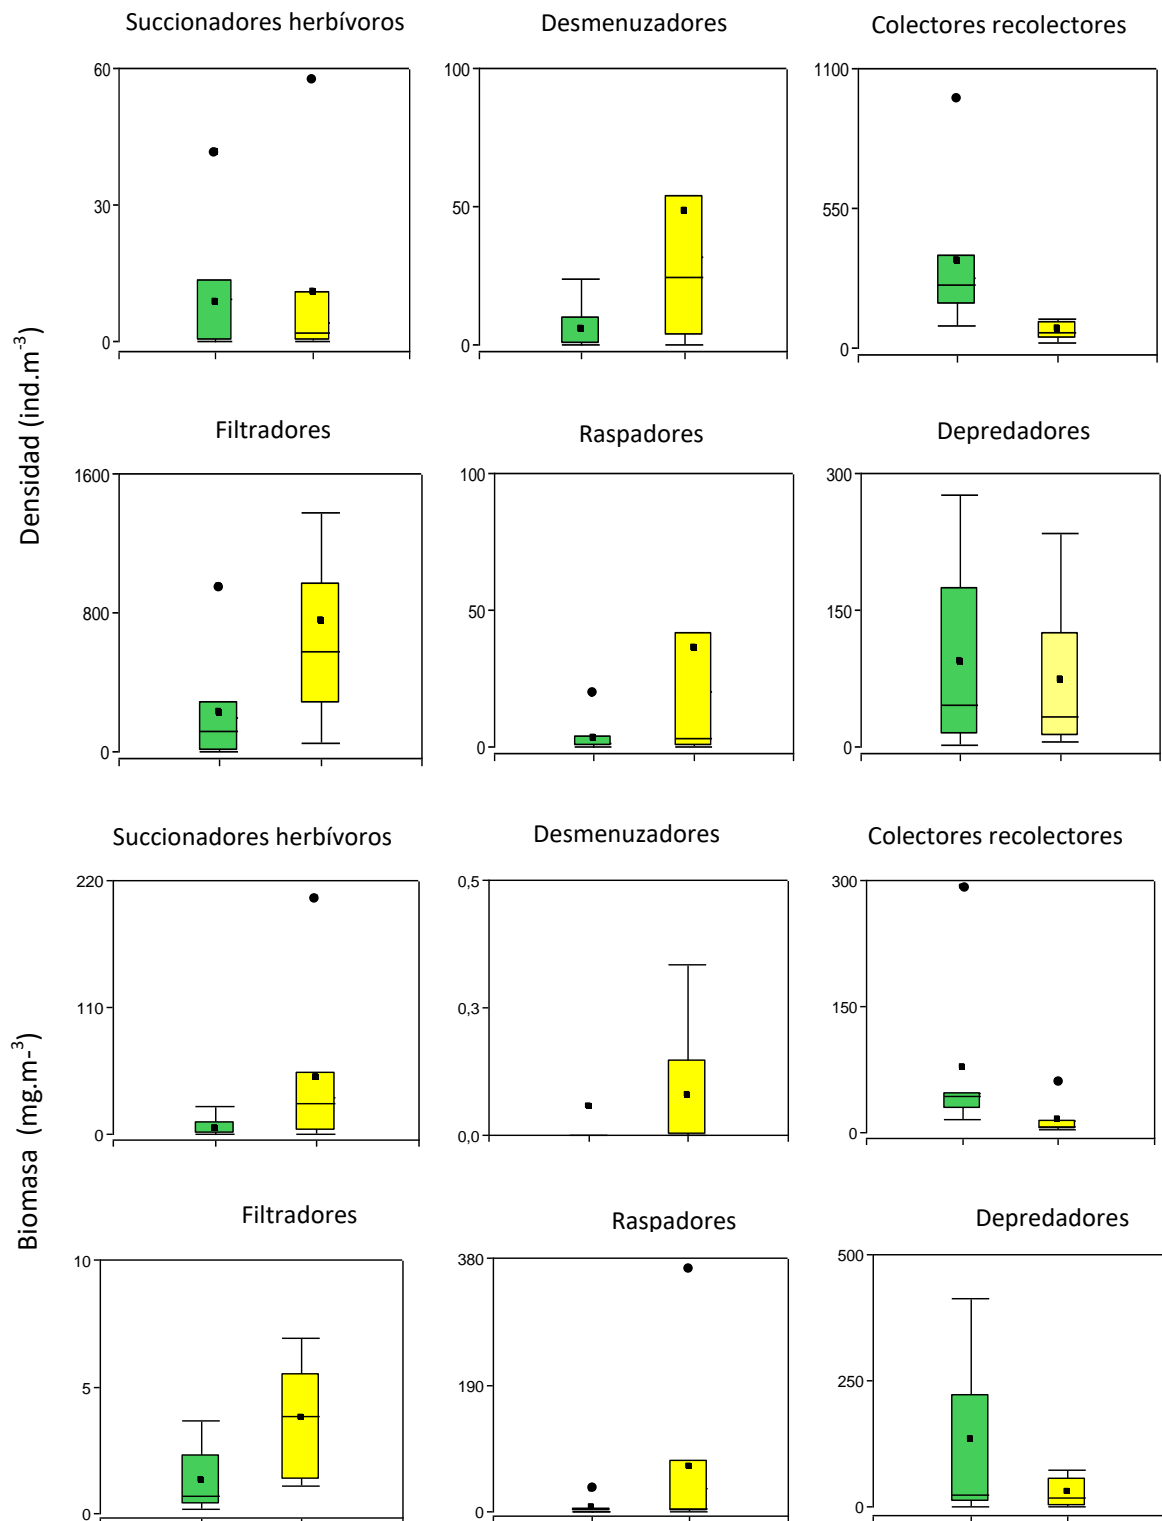 Succionadores herbívoros
Desmenuzadores
Colectores recolectores
60
30
0
100
50
0
1100
550
0
Densidad (ind.m-3)
Filtradores
Raspadores
Depredadores
1600
800
0
100
50
0
300
150
0
Succionadores herbívoros
Desmenuzadores
Colectores recolectores
220
110
0
0,5
0,3
0,0
300
150
0
Biomasa (mg.m-3)
Filtradores
Raspadores
Depredadores
10
5
0
380
190
0
500
250
0